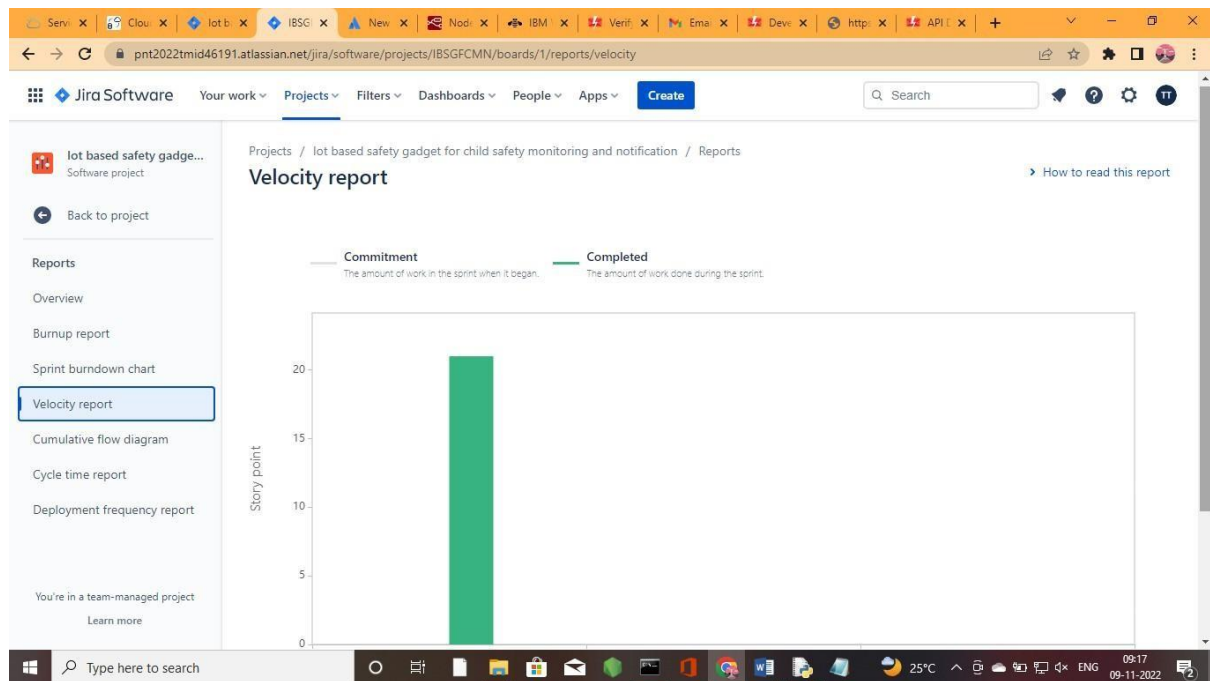 Serv
Clou
Iot b
IBSG
New
Node
IBM
Verify
Ema
Deve
http:
API
pnt2022tmid46191.atlassian.net/jira/software/projects/IBSGFCMN/boards/1/reports/velocity
Jira Software
Your work
Projects
Filters
Dashboards
People
Apps
Create
Search
TT
Iot based safety gadge...
Software project
Back to project
Reports
Overview
Burnup report
Sprint burndown chart
Velocity report
Cumulative flow diagram
Cycle time report
Deployment frequency report
You're in a team-managed project
Learn more
Projects / Iot based safety gadget for child safety monitoring and notification / Reports
Velocity report
How to read this report
Commitment
The amount of work in the sprint when it began.
Completed
The amount of work done during the sprint.
Story point
20
15
10
5
0
Type here to search
25°C
ENG
09:17
09-11-2022
2